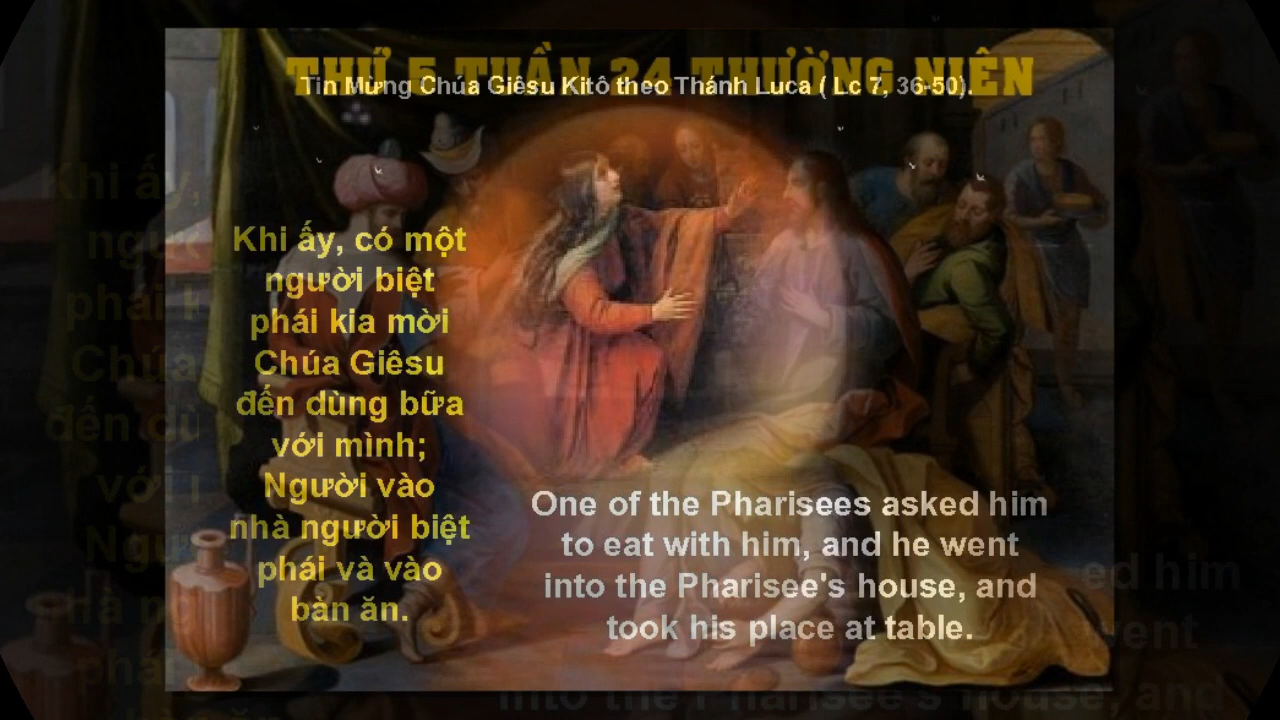 THỨ 5 TUẦN 24 THƯỜNG NIÊN
Tin Mừng Chúa Giêsu Kitô theo Thánh Luca ( Lc 7, 36-50).
Khi ấy, có một
người biệt
phái kia mời
Chúa Giêsu
đến dùng bữa
với mình;
Người vào
nhà người biệt
phái và vào
bàn ăn.
One of the Pharisees asked him
to eat with him, and he went
into the Pharisee's house, and
took his place at table.